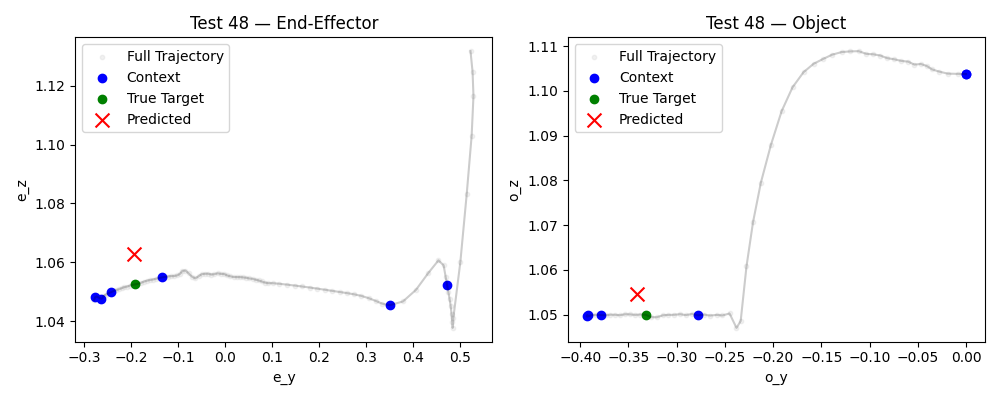 Test 48 — End-Effector
Full Trajectory
Context
True Target
Predicted
e_z
1.12
1.10
1.08
1.06
1.04
−0.3 −0.2 −0.1 0.0 0.1 0.2 0.3 0.4 0.5
e_y
Test 48 — Object
Full Trajectory
Context
True Target
Predicted
o_z
1.11
1.10
1.09
1.08
1.07
1.06
1.05
−0.40 −0.35 −0.30 −0.25 −0.20 −0.15 −0.10 −0.05 0.00
o_y